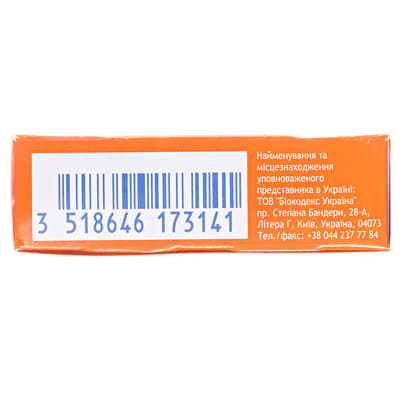 Найменування та
місцезнаходження
уповноваженого
представника в Україні:
ТОВ "Біокодекс Україна"
пр. Степана Бандери, 28-А,
Літера Г, Київ, Україна, 04073
Тел./факс: +38 044 237 77 84
3 518646 173141